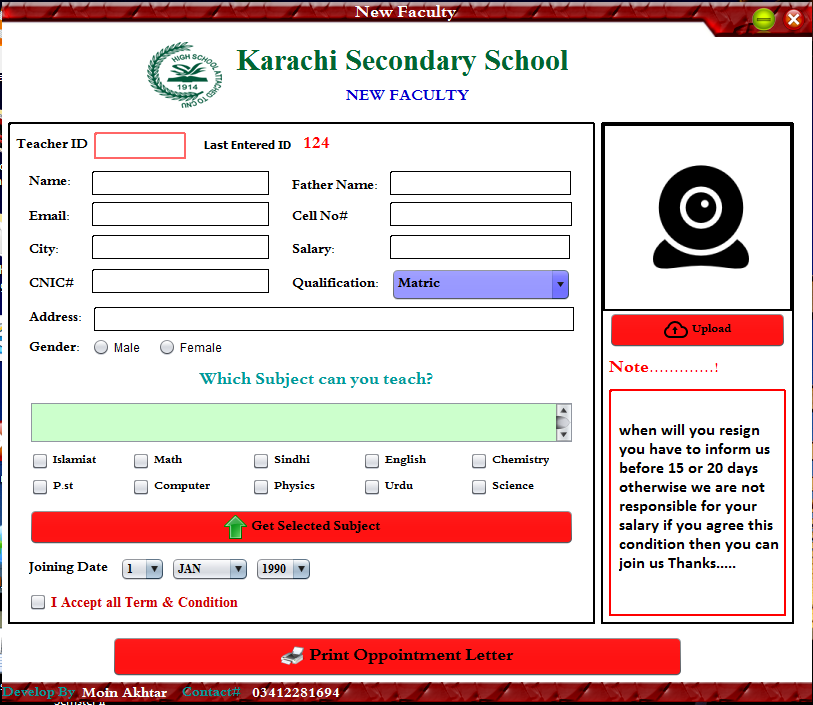 New Faculty
HIGH SCHOOL ATTACHED TO CNU
1914
Karachi Secondary School
NEW FACULTY
Teacher ID Last Entered ID 124
Name: Father Name:
Email: Cell No#
City: Salary:
CNIC# Qualification: Matric
Address:
Gender: Male Female
Which Subject can you teach?
Islamiat Math Sindhi English Chemistry
P.st Computer Physics Urdu Science
Get Selected Subject
Joining Date 1 JAN 1990
I Accept all Term & Condition
Upload
Note.............!
when will you resign
you have to inform us
before 15 or 20 days
otherwise we are not
responsible for your
salary if you agree this
condition then you can
join us Thanks.....
Print Appointment Letter
Develop By Moin Akhtar Contact# 03412281694